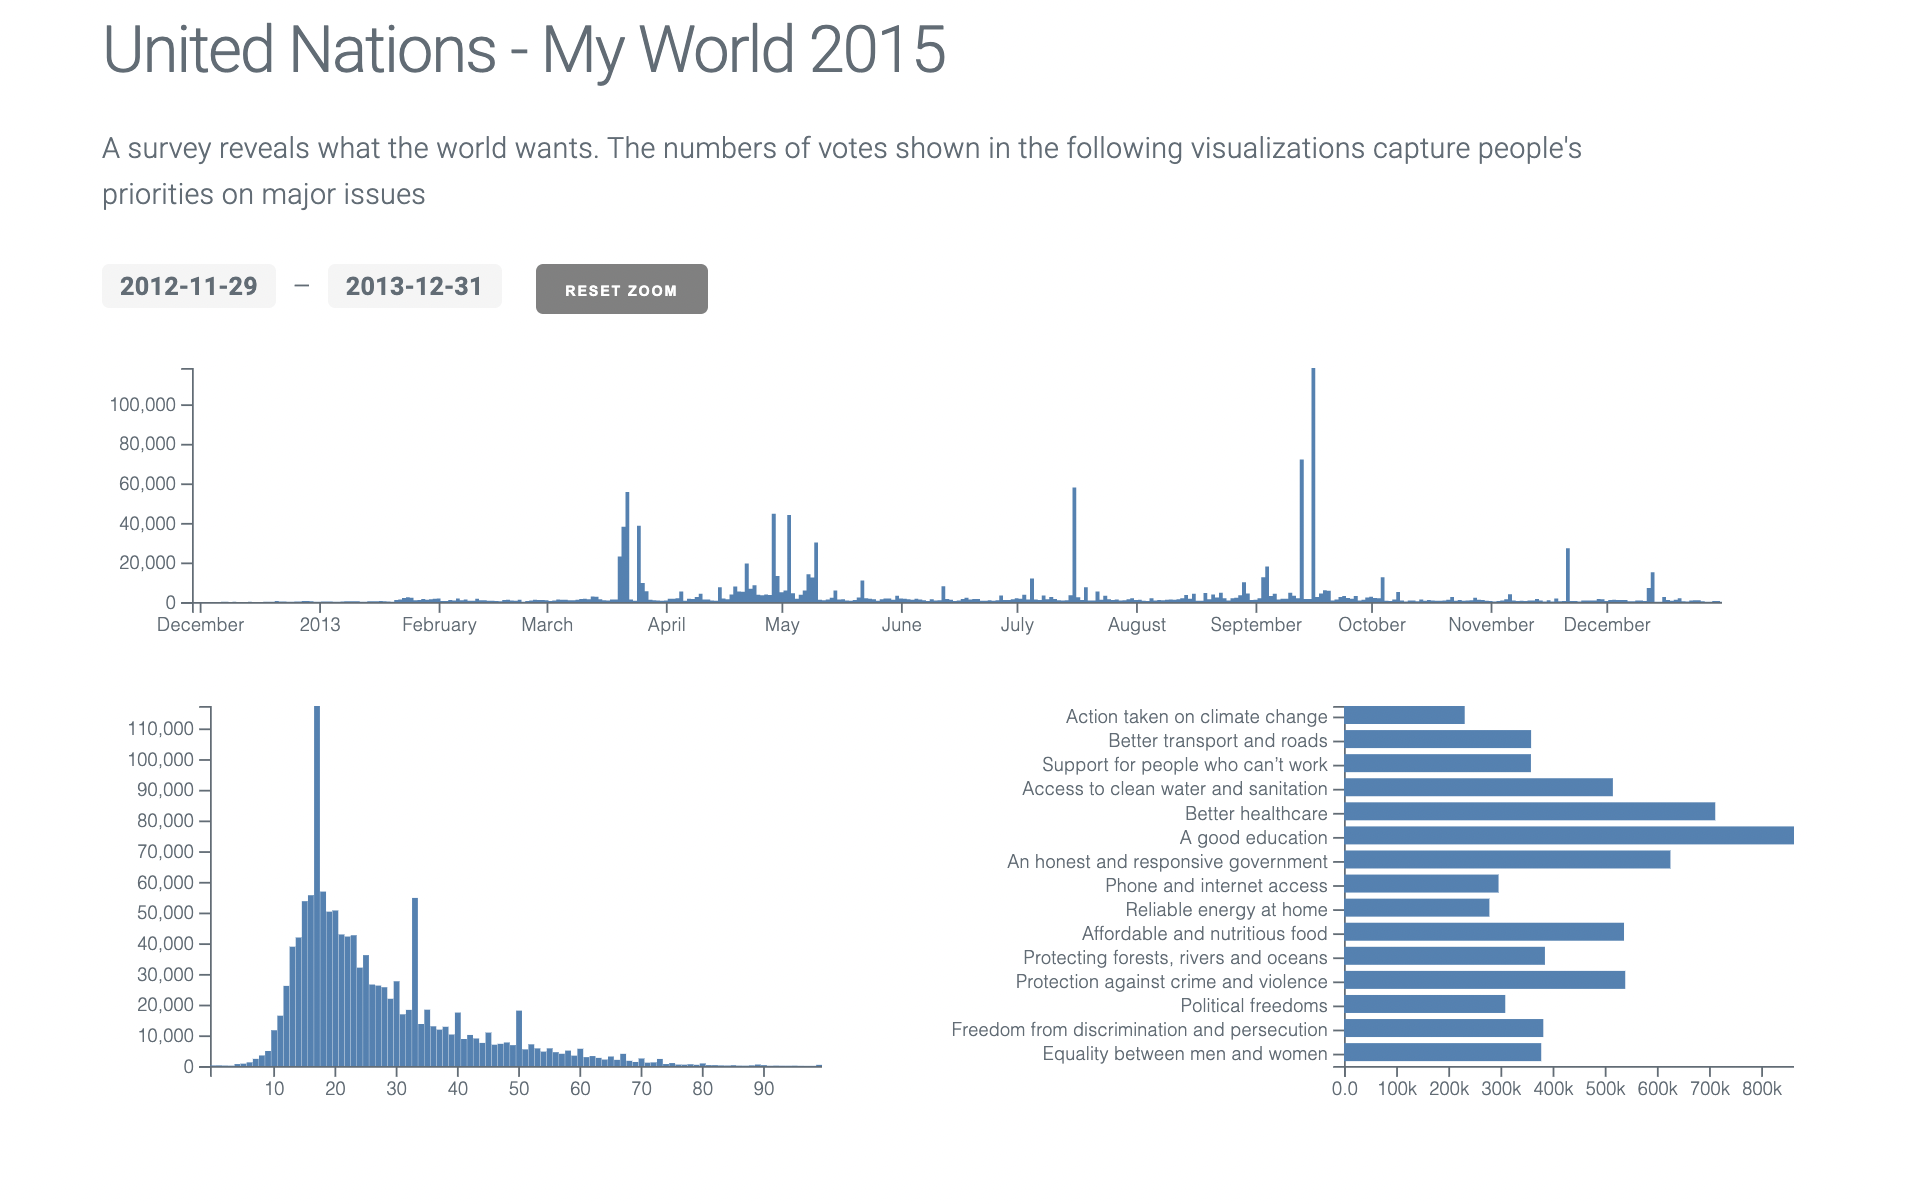 United Nations - My World 2015
A survey reveals what the world wants. The numbers of votes shown in the following visualizations capture people's
priorities on major issues
2012-11-29 – 2013-12-31 RESET ZOOM
100,000
80,000
60,000
40,000
20,000
0
December 2013 February March April May June July August September October November December
110,000
100,000
90,000
80,000
70,000
60,000
50,000
40,000
30,000
20,000
10,000
0
10 20 30 40 50 60 70 80 90
Action taken on climate change
Better transport and roads
Support for people who can't work
Access to clean water and sanitation
Better healthcare
A good education
An honest and responsive government
Phone and internet access
Reliable energy at home
Affordable and nutritious food
Protecting forests, rivers and oceans
Protection against crime and violence
Political freedoms
Freedom from discrimination and persecution
Equality between men and women
0.0 100k 200k 300k 400k 500k 600k 700k 800k